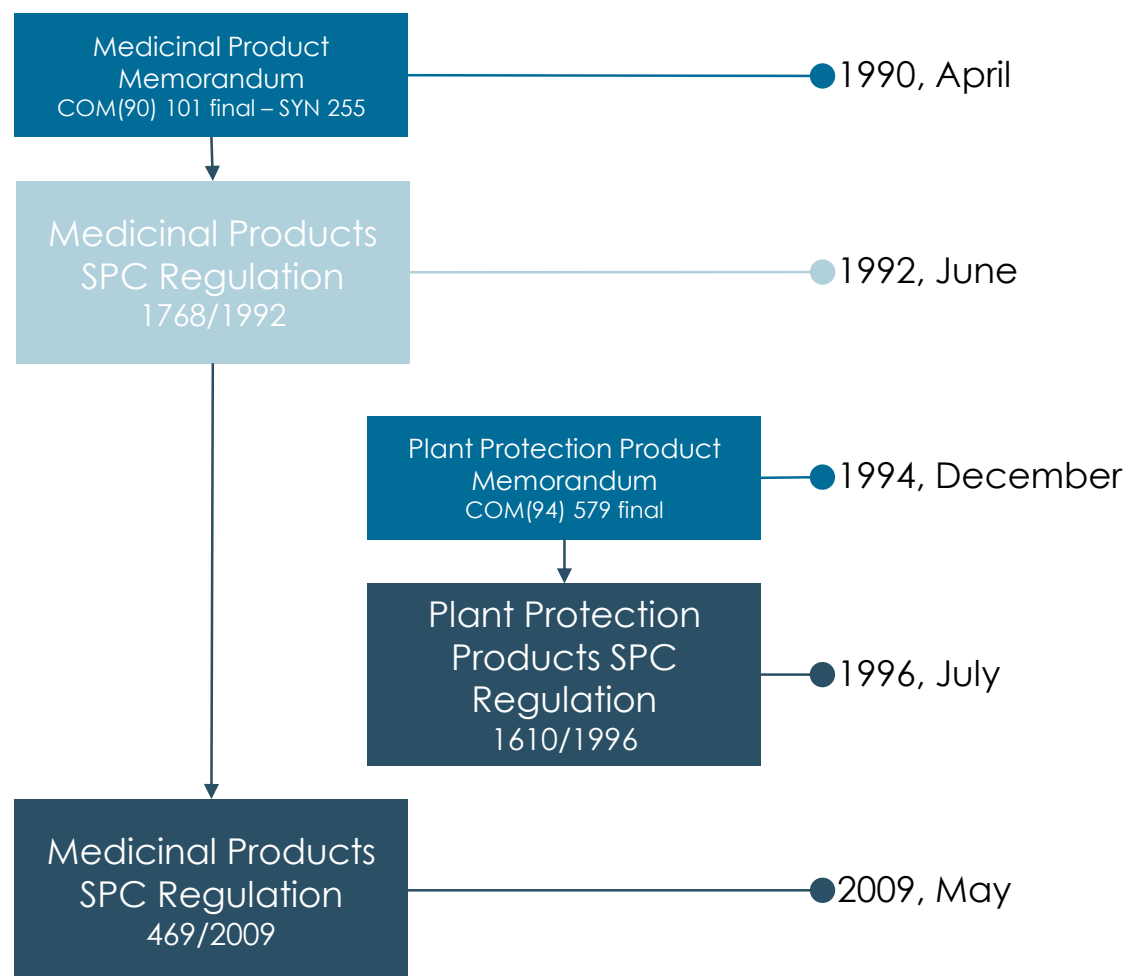 Medicinal Product
Memorandum
COM(90) 101 final – SYN 255
1990, April
Medicinal Products
SPC Regulation
1768/1992
1992, June
Plant Protection Product
Memorandum
COM(94) 579 final
1994, December
Plant Protection
Products SPC
Regulation
1610/1996
1996, July
Medicinal Products
SPC Regulation
469/2009
2009, May